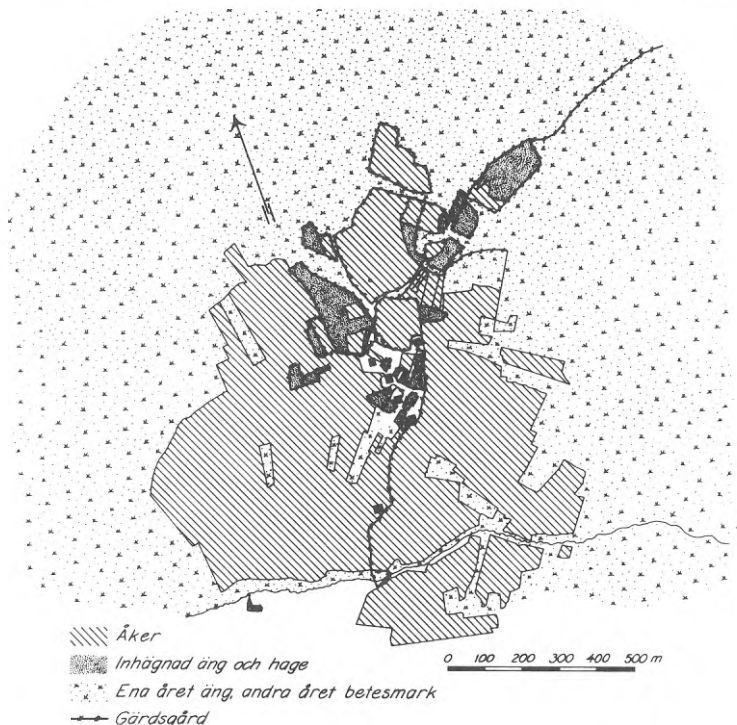 Åker
Inhägnad äng och hage
Ena året äng, andra året betesmark
Gärdsgård
0 100 200 300 400 500 m